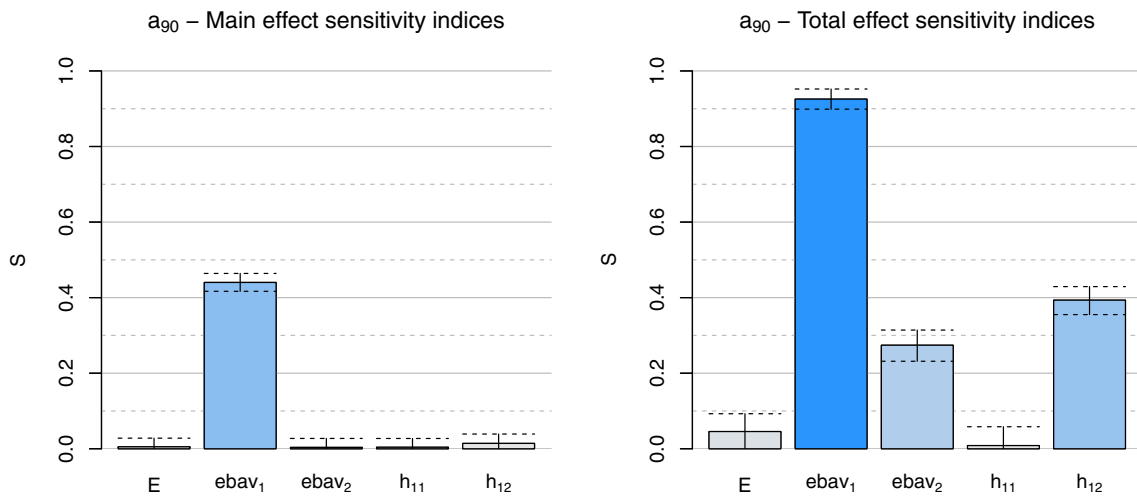 a₉₀ – Main effect sensitivity indices
S
1.0
0.8
0.6
0.4
0.2
0.0
E ebav₁ ebav₂ h₁₁ h₁₂
a₉₀ – Total effect sensitivity indices
S
1.0
0.8
0.6
0.4
0.2
0.0
E ebav₁ ebav₂ h₁₁ h₁₂